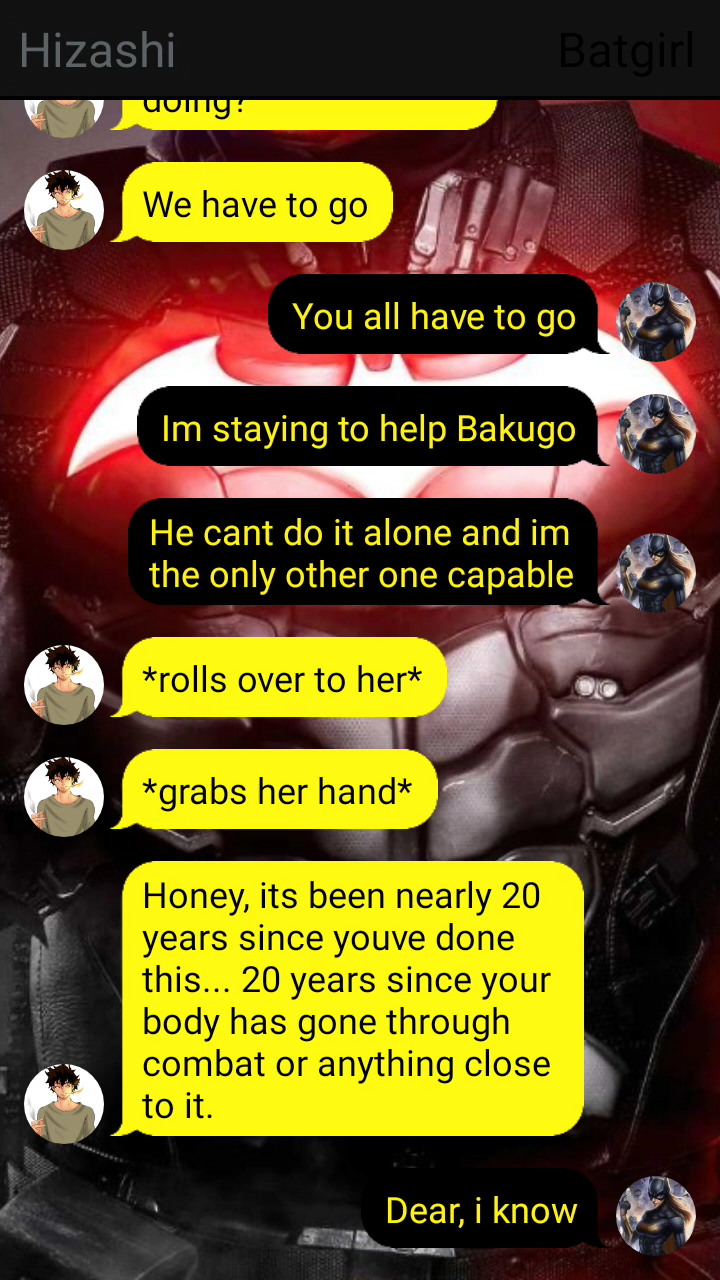 Hizashi
Batgirl
doing?
We have to go
You all have to go
Im staying to help Bakugo
He cant do it alone and im
the only other one capable
*rolls over to her*
*grabs her hand*
Honey, its been nearly 20
years since youve done
this... 20 years since your
body has gone through
combat or anything close
to it.
Dear, i know